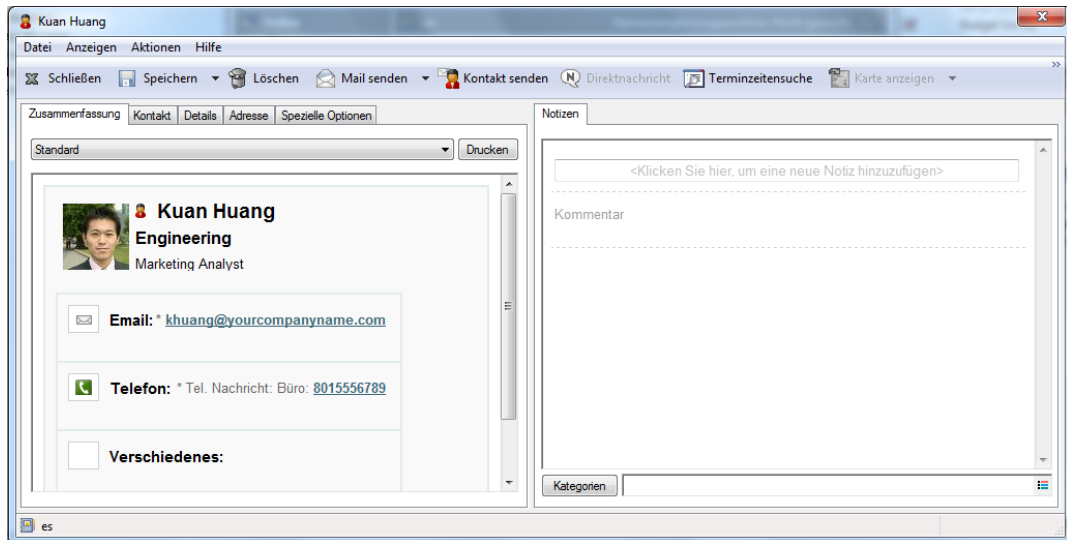 Kuan Huang
Datei Anzeigen Aktionen Hilfe
Schließen Speichern Löschen Mail senden Kontakt senden Direktnachricht Terminzeitensuche Karte anzeigen »
Zusammenfassung Kontakt Details Adresse Spezielle Optionen
Notizen
Standard Drucken
<Klicken Sie hier, um eine neue Notiz hinzuzufügen>
Kommentar
Kuan Huang
Engineering
Marketing Analyst
Email: * khuang@yourcompanyname.com
Telefon: * Tel. Nachricht: Büro: 8015556789
Verschiedenes:
Kategorien
es